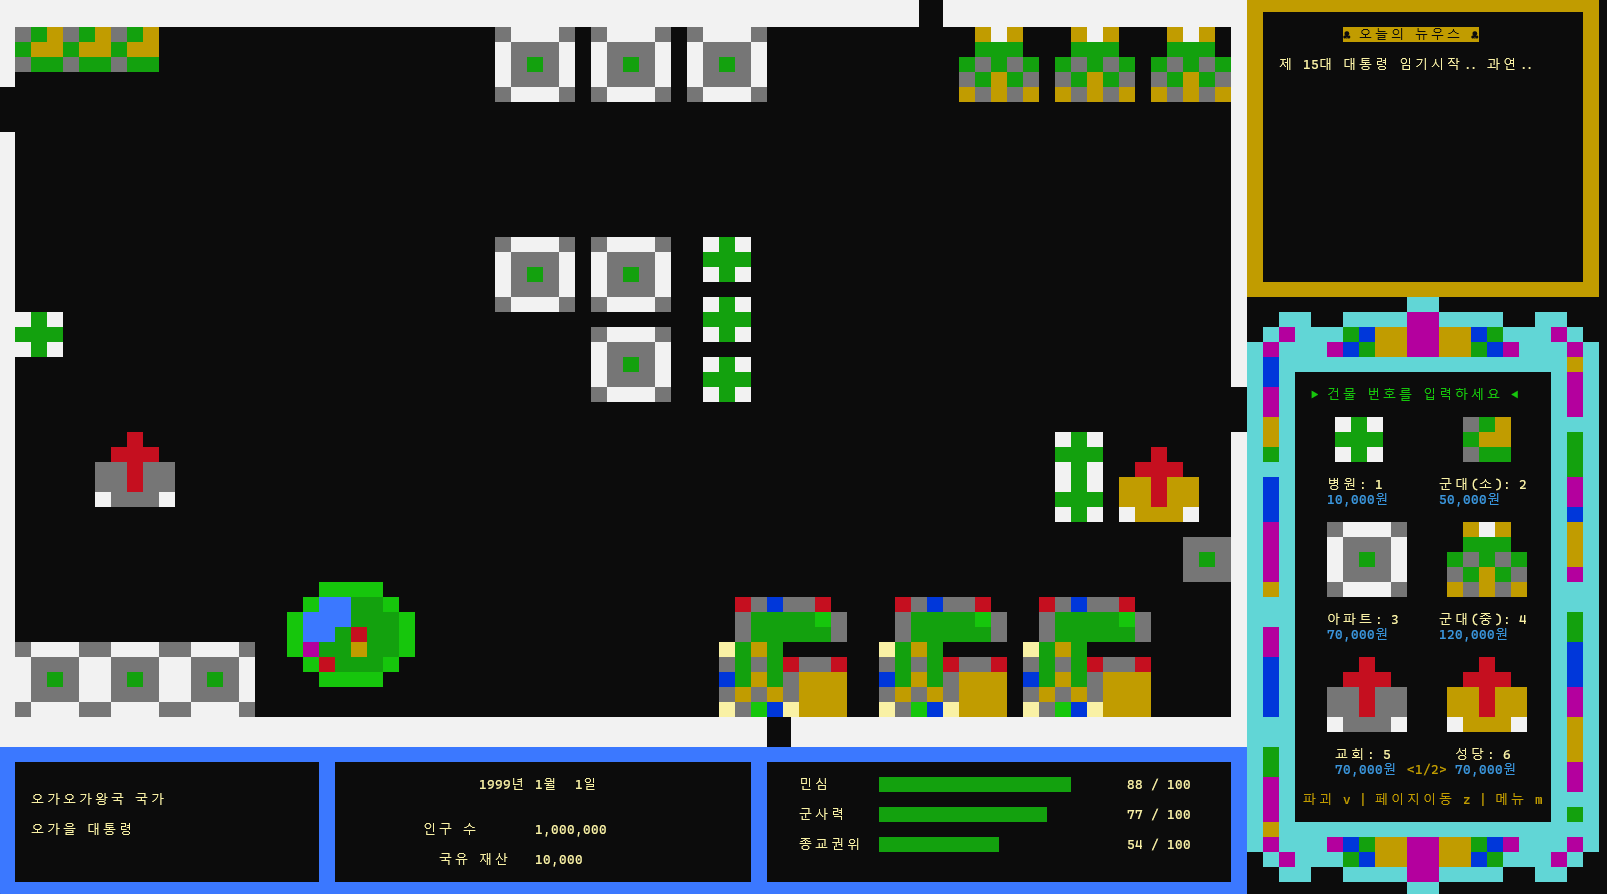 오늘의 뉴우스
제 15대 대통령 임기시작.. 과연..
▶ 건물 번호를 입력하세요 ◀
병원: 1 군대(소): 2
10,000원 50,000원
아파트: 3 군대(중): 4
70,000원 120,000원
교회: 5 성당: 6
70,000원 <1/2> 70,000원
파괴 v | 페이지이동 z | 메뉴 m
오가오가왕국 국가
오가을 대통령
1999년 1월 1일
인구 수 1,000,000
국유 재산 10,000
민심 88 / 100
군사력 77 / 100
종교권위 54 / 100